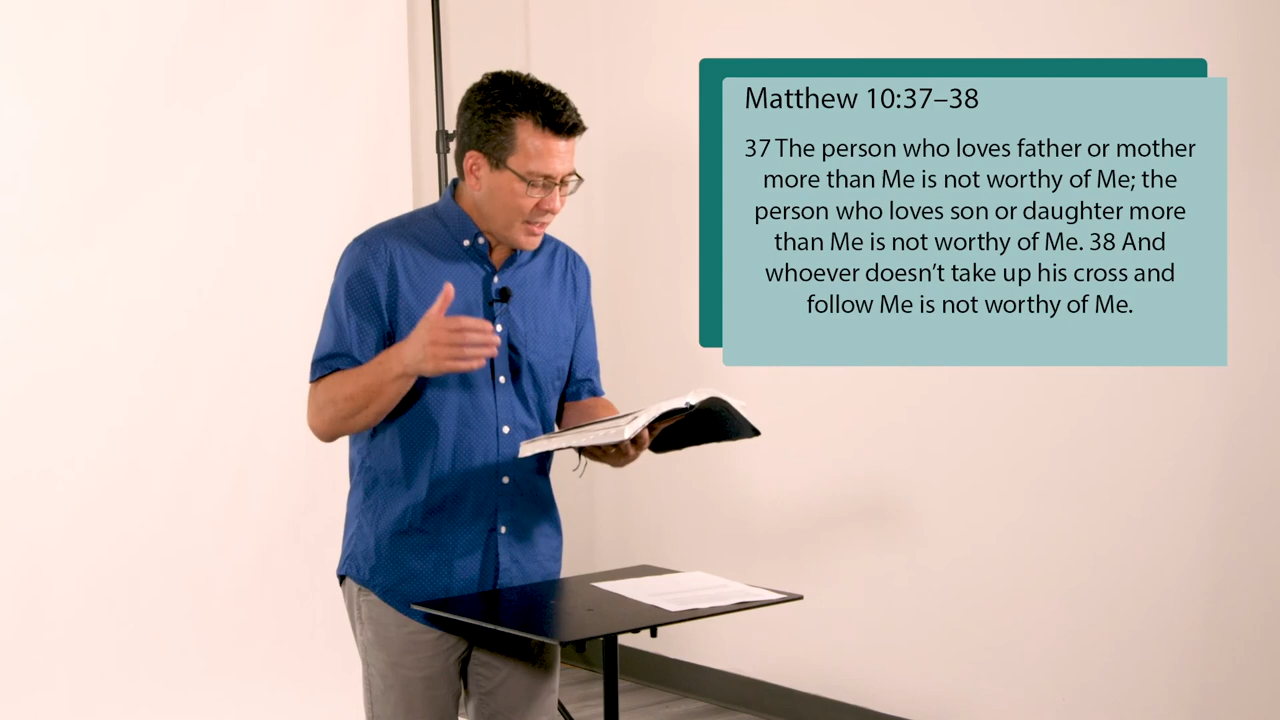 Matthew 10:37–38
37 The person who loves father or mother
more than Me is not worthy of Me; the
person who loves son or daughter more
than Me is not worthy of Me. 38 And
whoever doesn’t take up his cross and
follow Me is not worthy of Me.